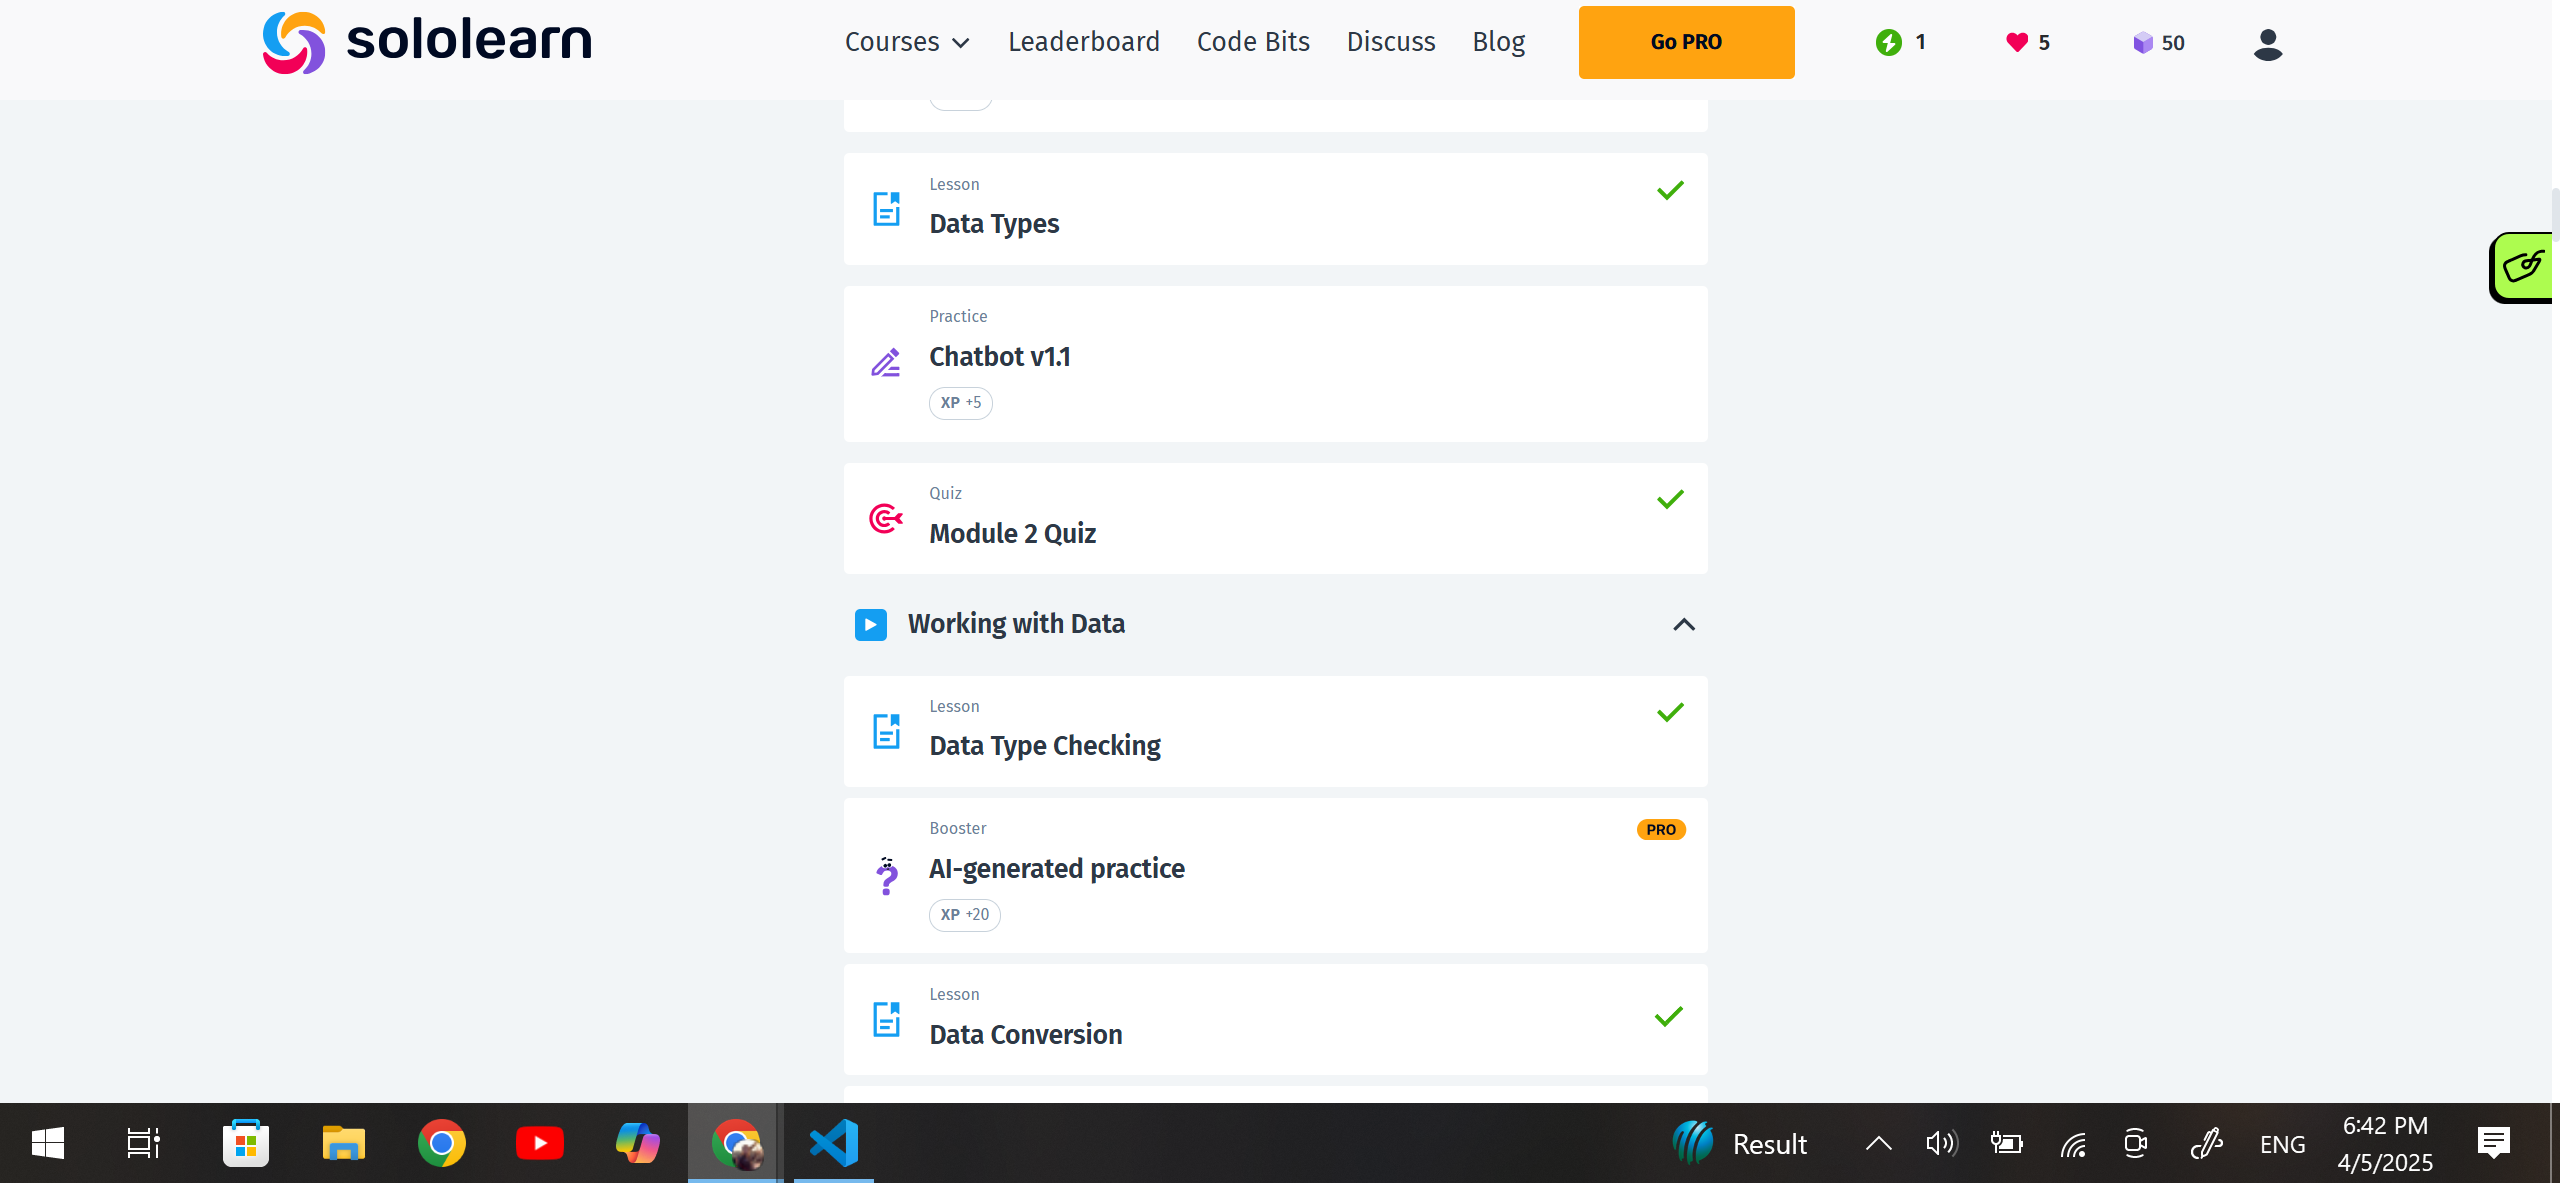 sololearn
Courses Leaderboard Code Bits Discuss Blog Go PRO 1 5 50
Lesson
Data Types
Practice
Chatbot v1.1
XP +5
Quiz
Module 2 Quiz
Working with Data
Lesson
Data Type Checking
Booster
PRO
AI-generated practice
XP +20
Lesson
Data Conversion
Result
ENG
6:42 PM
4/5/2025